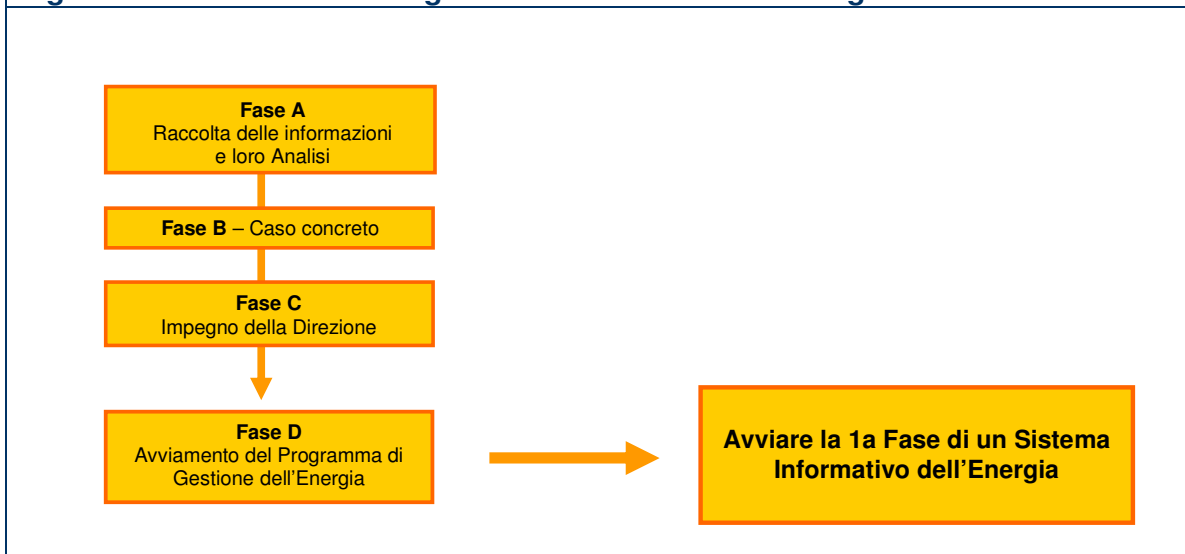 Fase A
Raccolta delle informazioni
e loro Analisi
Fase B – Caso concreto
Fase C
Impegno della Direzione
Fase D
Avviamento del Programma di
Gestione dell’Energia
Avviare la 1a Fase di un Sistema
Informativo dell’Energia